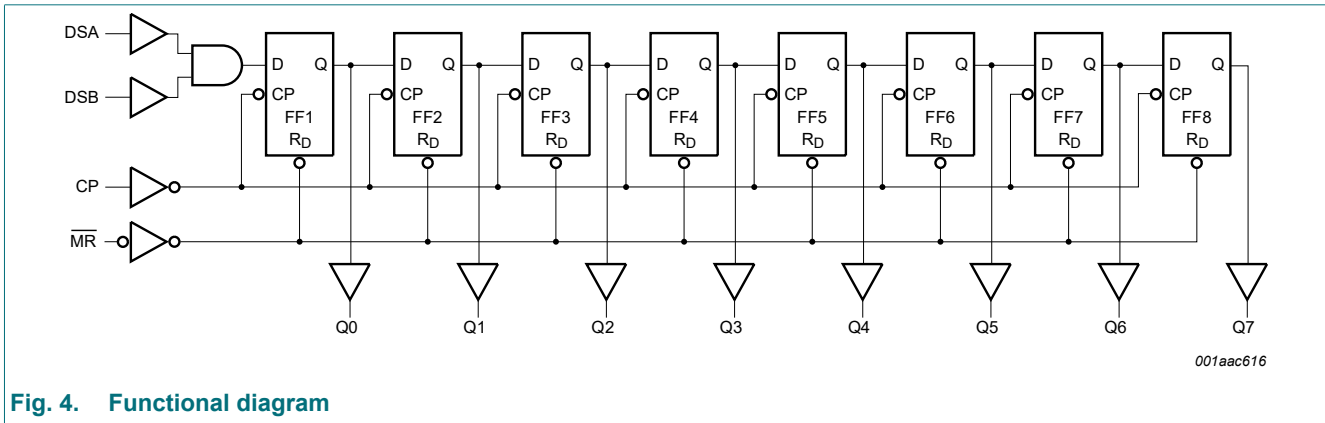 DSA
DSB
CP
MR
D Q
CP
FF1
RD
D Q
CP
FF2
RD
D Q
CP
FF3
RD
D Q
CP
FF4
RD
D Q
CP
FF5
RD
D Q
CP
FF6
RD
D Q
CP
FF7
RD
D Q
CP
FF8
RD
Q0 Q1 Q2 Q3 Q4 Q5 Q6 Q7
001aac616
Fig. 4. Functional diagram